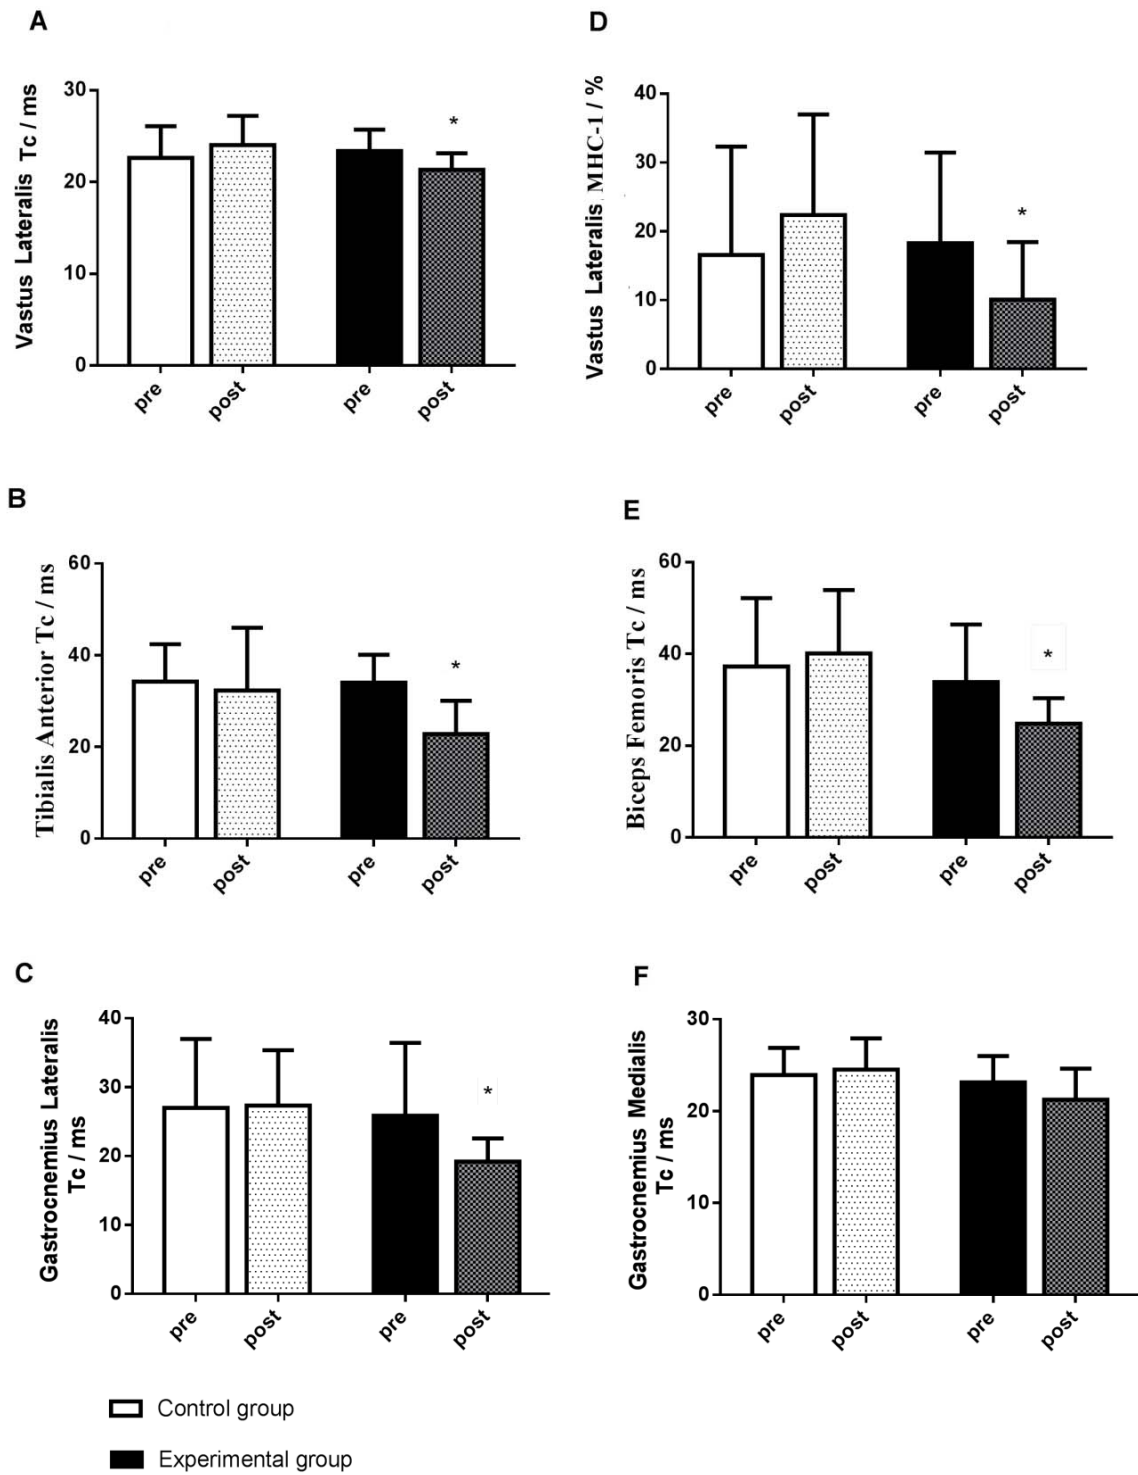 A
Vastus Lateralis Tc / ms
30
20
10
0
*
pre
post
pre
post
D
Vastus Lateralis MHC-1 / %
40
30
20
10
0
*
pre
post
pre
post
B
Tibialis Anterior Tc / ms
60
40
20
0
*
pre
post
pre
post
E
Biceps Femoris Tc / ms
60
40
20
0
*
pre
post
pre
post
C
Gastrocnemius Lateralis
Tc / ms
40
30
20
10
0
*
pre
post
pre
post
F
Gastrocnemius Medialis
Tc / ms
30
20
10
0
pre
post
pre
post
Control group
Experimental group